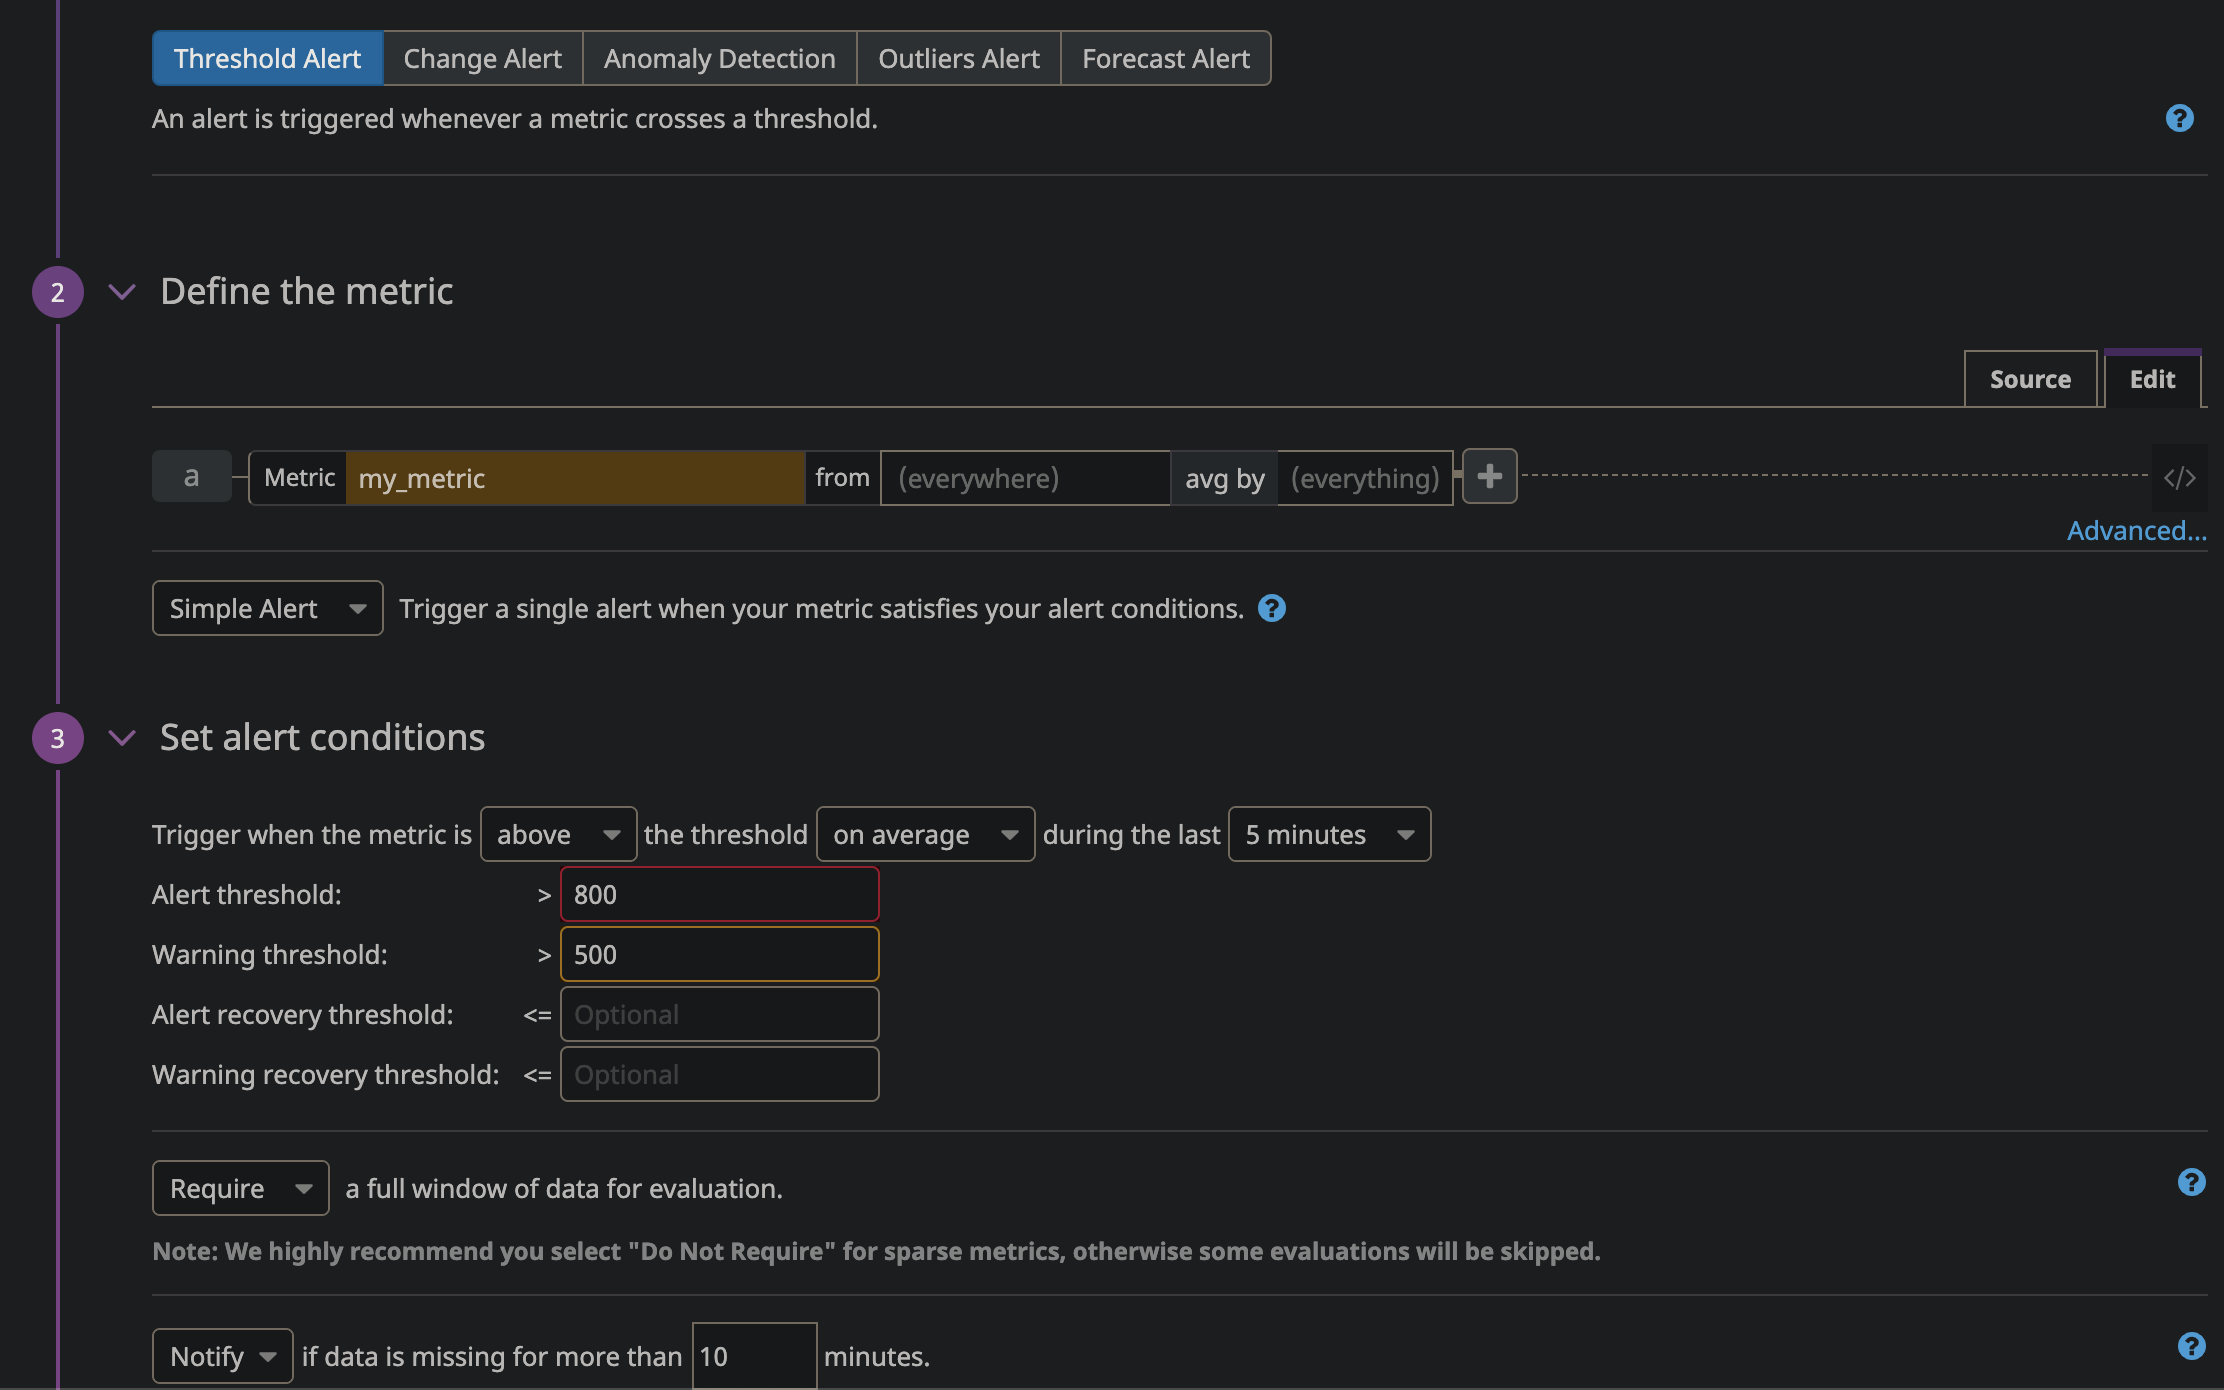 Threshold Alert Change Alert Anomaly Detection Outliers Alert Forecast Alert
An alert is triggered whenever a metric crosses a threshold. ?
2 Define the metric
Source Edit
a Metric my_metric from (everywhere) avg by (everything) + </>
Advanced...
Simple Alert Trigger a single alert when your metric satisfies your alert conditions. ?
3 Set alert conditions
Trigger when the metric is above the threshold on average during the last 5 minutes
Alert threshold: > 800
Warning threshold: > 500
Alert recovery threshold: <= Optional
Warning recovery threshold: <= Optional
Require a full window of data for evaluation. ?
Note: We highly recommend you select "Do Not Require" for sparse metrics, otherwise some evaluations will be skipped.
Notify if data is missing for more than 10 minutes. ?